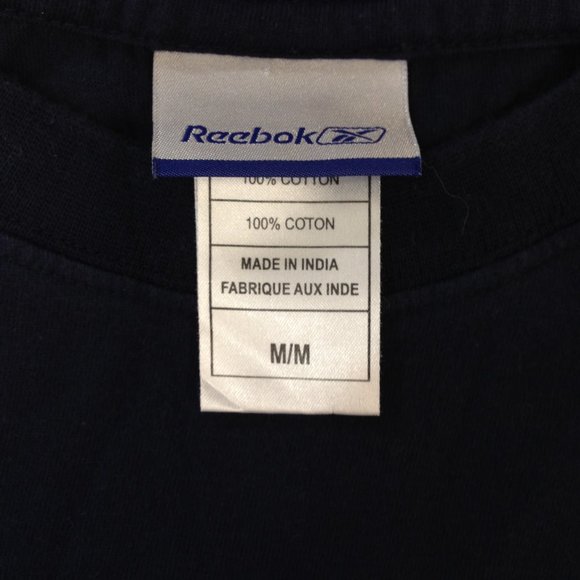 Reebok
100% COTTON
100% COTON
MADE IN INDIA
FABRIQUE AUX INDE
M/M